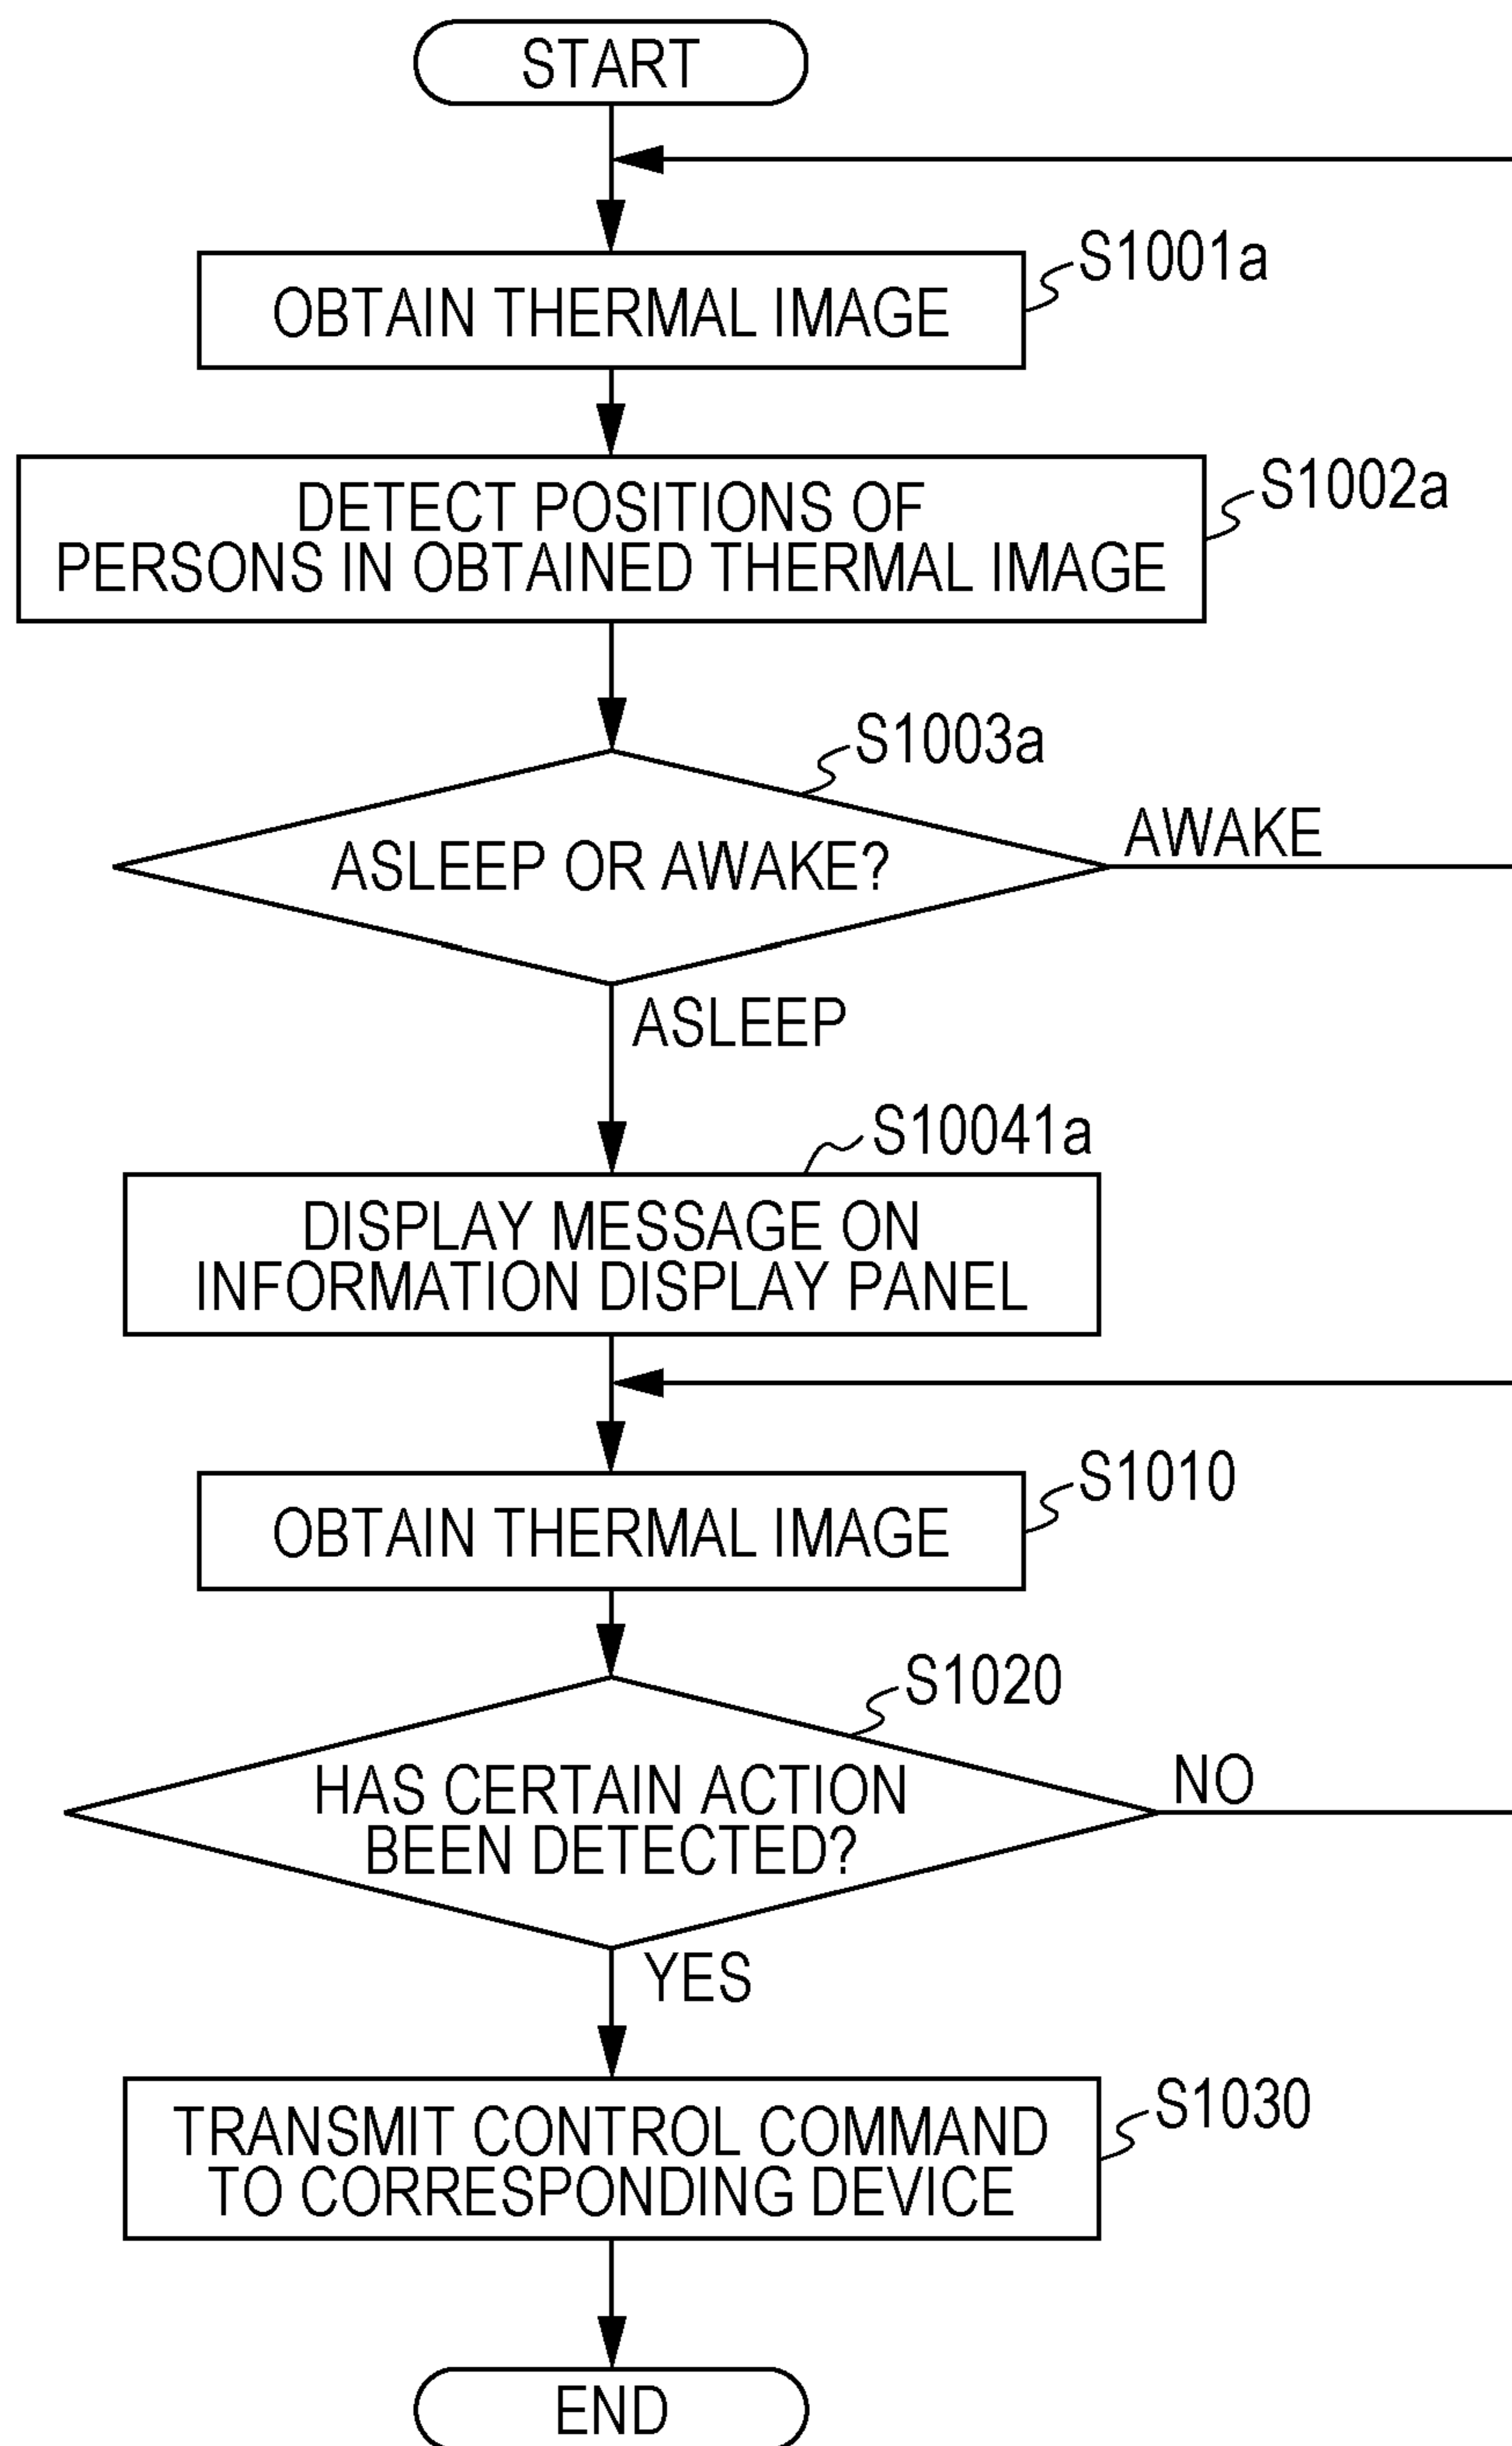 START
S1001a
OBTAIN THERMAL IMAGE
S1002a
DETECT POSITIONS OF
PERSONS IN OBTAINED THERMAL IMAGE
S1003a
ASLEEP OR AWAKE?
AWAKE
ASLEEP
S10041a
DISPLAY MESSAGE ON
INFORMATION DISPLAY PANEL
S1010
OBTAIN THERMAL IMAGE
S1020
HAS CERTAIN ACTION
BEEN DETECTED?
NO
YES
S1030
TRANSMIT CONTROL COMMAND
TO CORRESPONDING DEVICE
END